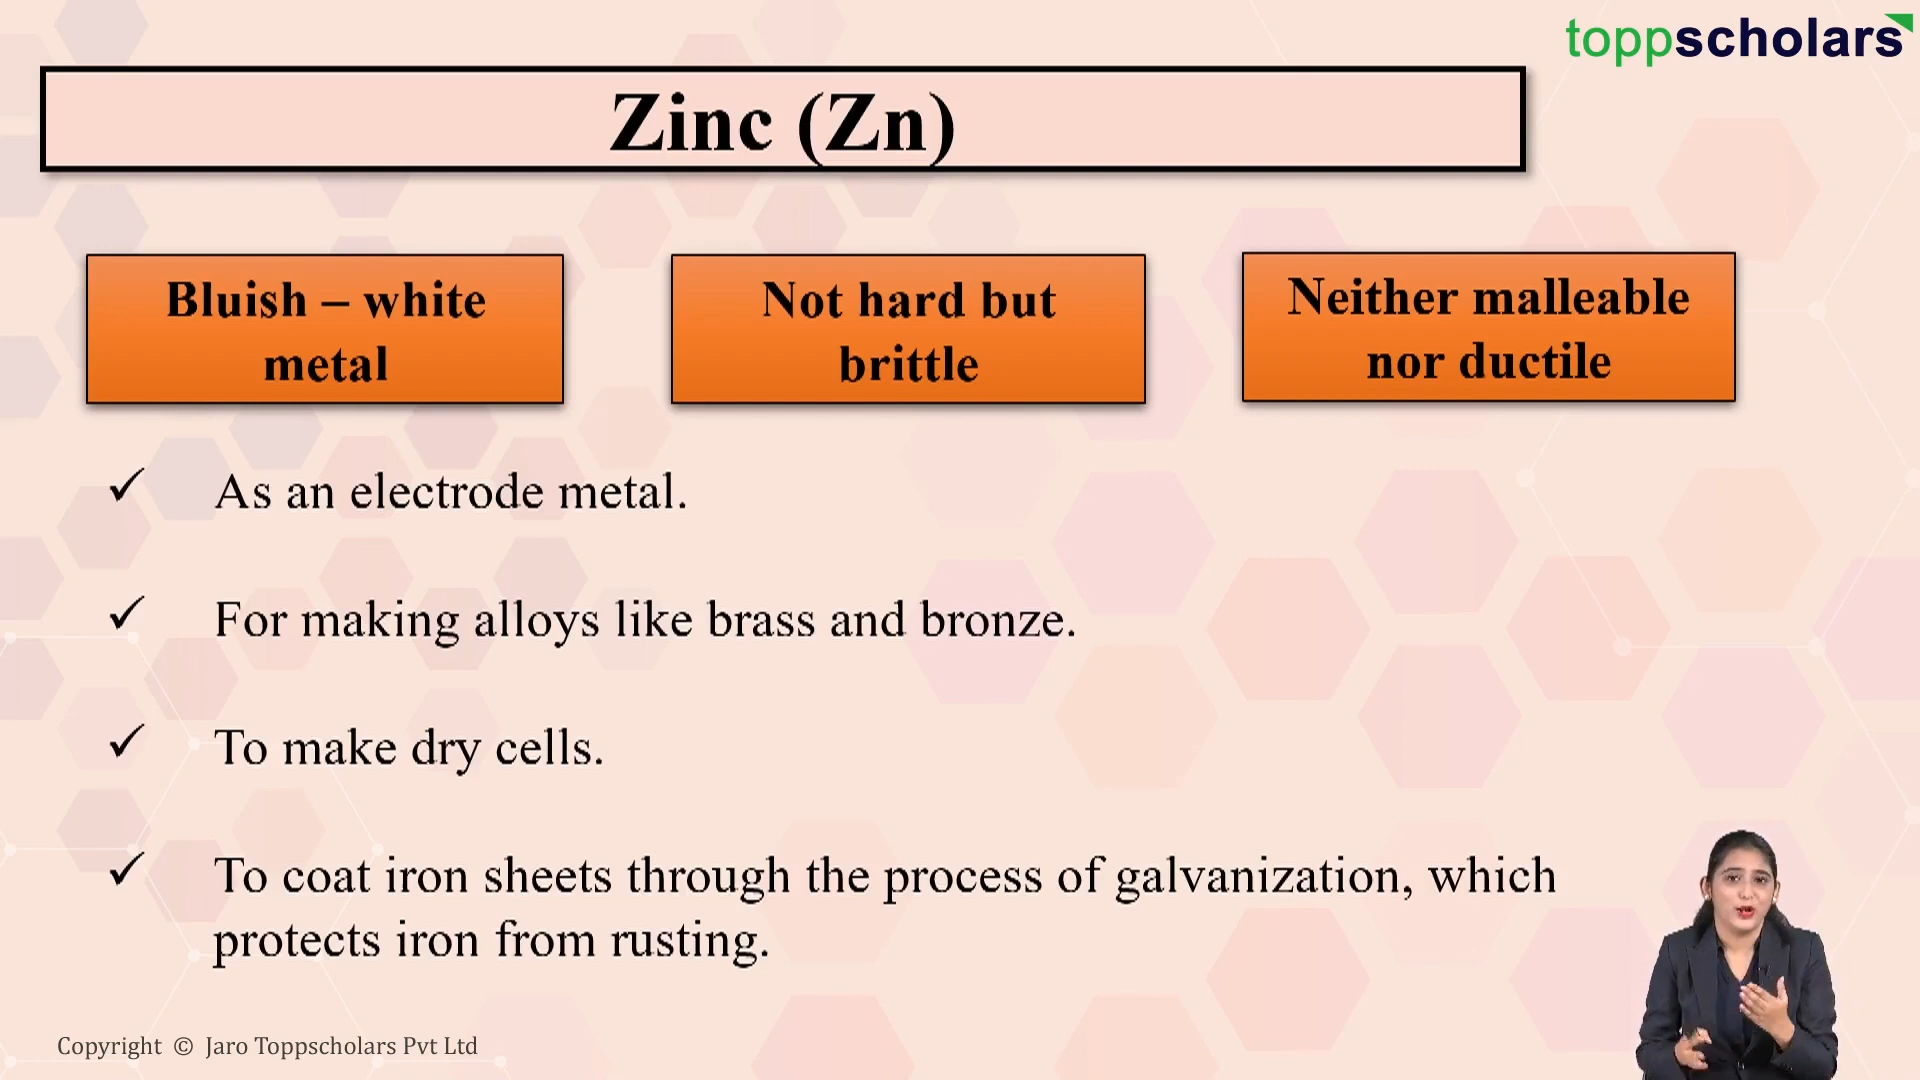 toppscholars
Zinc (Zn)
Bluish – white
metal
Not hard but
brittle
Neither malleable
nor ductile
✓ As an electrode metal.
✓ For making alloys like brass and bronze.
✓ To make dry cells.
✓ To coat iron sheets through the process of galvanization, which
protects iron from rusting.
Copyright © Jaro Toppscholars Pvt Ltd